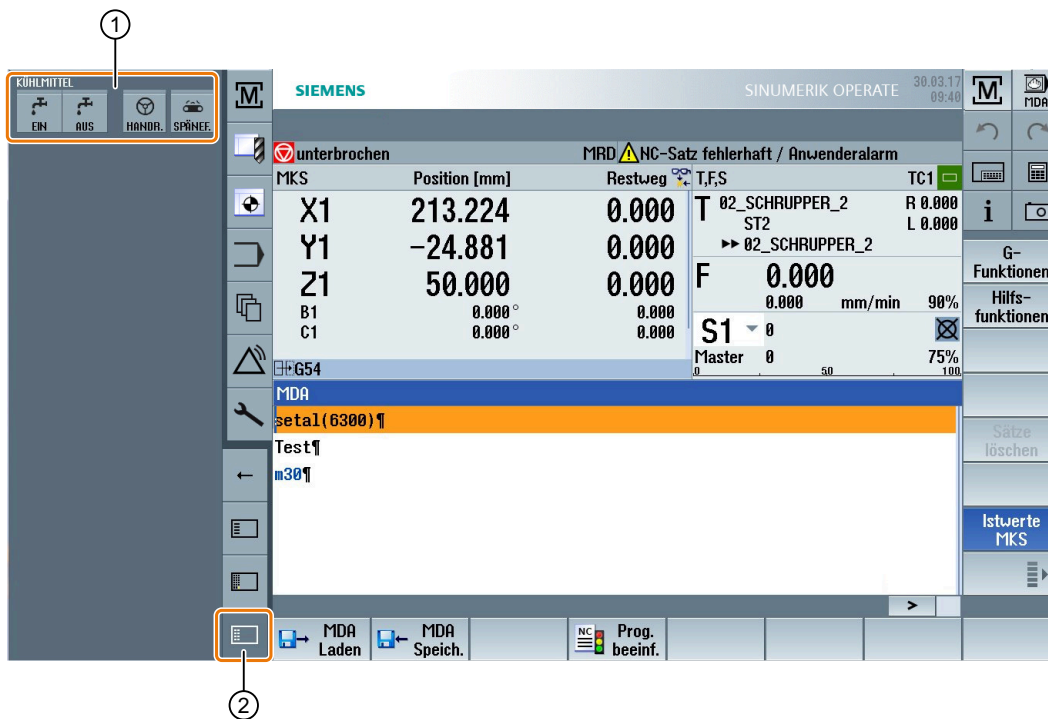 1
KÜHLMITTEL
EIN AUS HANDR. SPÄNEF.
M
SIEMENS
SINUMERIK OPERATE
30.03.17
09:40
M
MDA
unterbrochen
MRD NC-Satz fehlerhaft / Anwenderalarm
MKS Position [mm] Restweg
X1 213.224 0.000
Y1 -24.881 0.000
Z1 50.000 0.000
B1 0.000° 0.000
C1 0.000° 0.000
G54
T,F,S TC1
T 02_SCHRUPPER_2 R 0.000
ST2 L 0.000
▸▸ 02_SCHRUPPER_2
F 0.000
0.000 mm/min 90%
S1 0
Master 0 75%
0 50 100
i
G-
Funktionen
Hilfs-
funktionen
Sätze
löschen
Istwerte
MKS
MDA
setal(6300)¶
Test¶
m30¶
>
MDA
Laden
MDA
Speich.
NC
Prog.
beeinf.
2